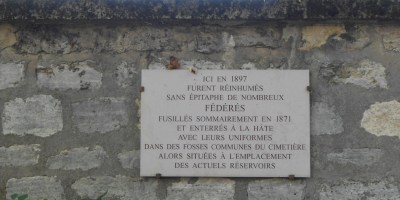 ICI EN 1897
FURENT RÉINHUMÉS
SANS ÉPITAPHE DE NOMBREUX
FÉDÉRÉS
FUSILLÉS SOMMAIREMENT EN 1871
ET ENTERRÉS À LA HÂTE
AVEC LEURS UNIFORMES
DANS DES FOSSES COMMUNES DU CIMETIÈRE
ALORS SITUÉES À L'EMPLACEMENT
DES ACTUELS RÉSERVOIRS